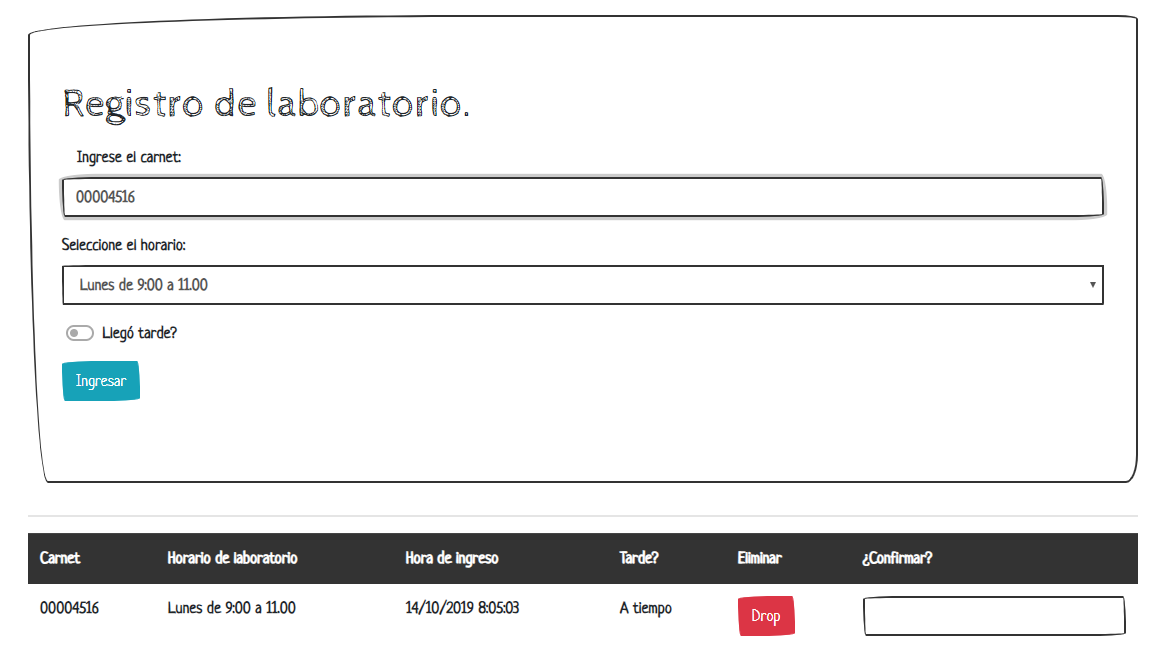 Registro de laboratorio.
Ingrese el carnet:
00004516
Seleccione el horario:
Lunes de 9:00 a 11.00
Llegó tarde?
Ingresar
Carnet Horario de laboratorio Hora de ingreso Tarde? Eliminar ¿Confirmar?
00004516 Lunes de 9:00 a 11.00 14/10/2019 8:05:03 A tiempo Drop